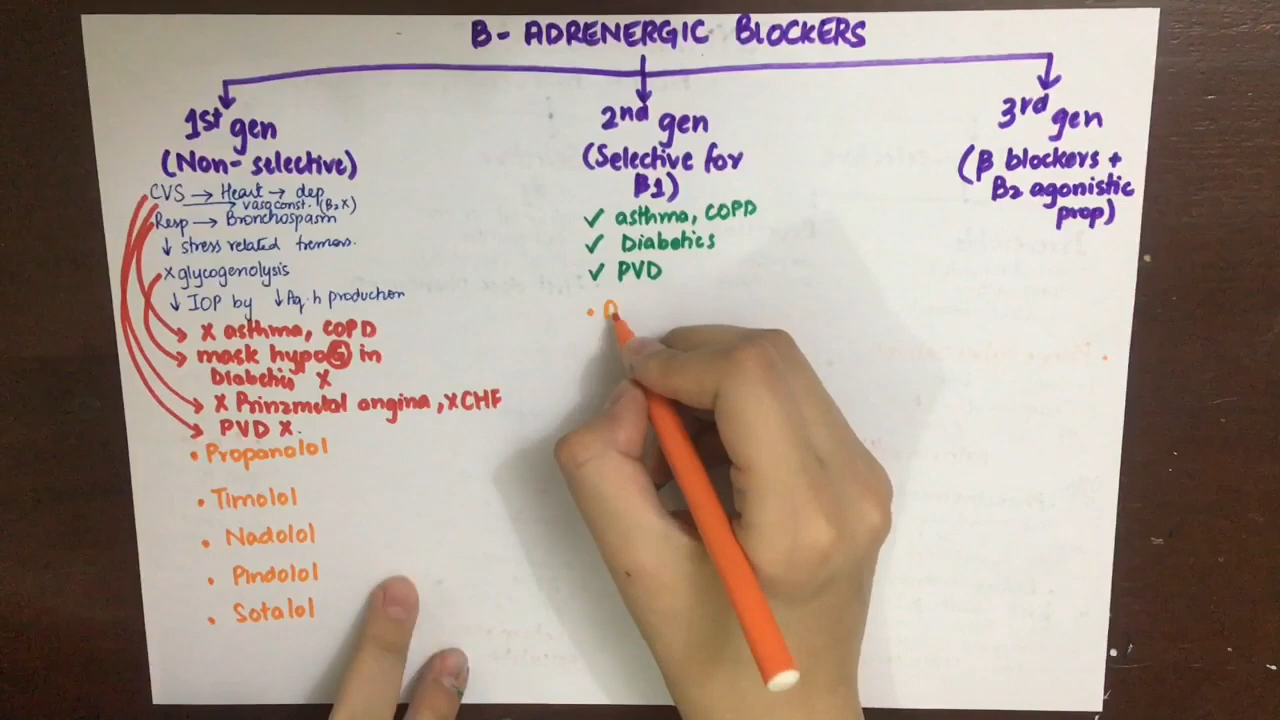 B- ADRENERGIC BLOCKERS
1st gen
(Non-selective)
CVS → Heart → dep
→ vasoconst. (B2X)
Resp → Bronchospasm
↓ stress related tremors.
x glycogenolysis
↓ IOP by ↓Aq.h production
x asthma, COPD
mask hypo G in
Diabetic X
x Prinzmetal angina, x CHF
PVD X.
• Propanolol
• Timolol
• Nadolol
• Pindolol
• Sotalol
2nd gen
(Selective for
B1)
✓ asthma, COPD
✓ Diabetics
✓ PVD
•
3rd gen
(β blockers +
B2 agonistic
prop)